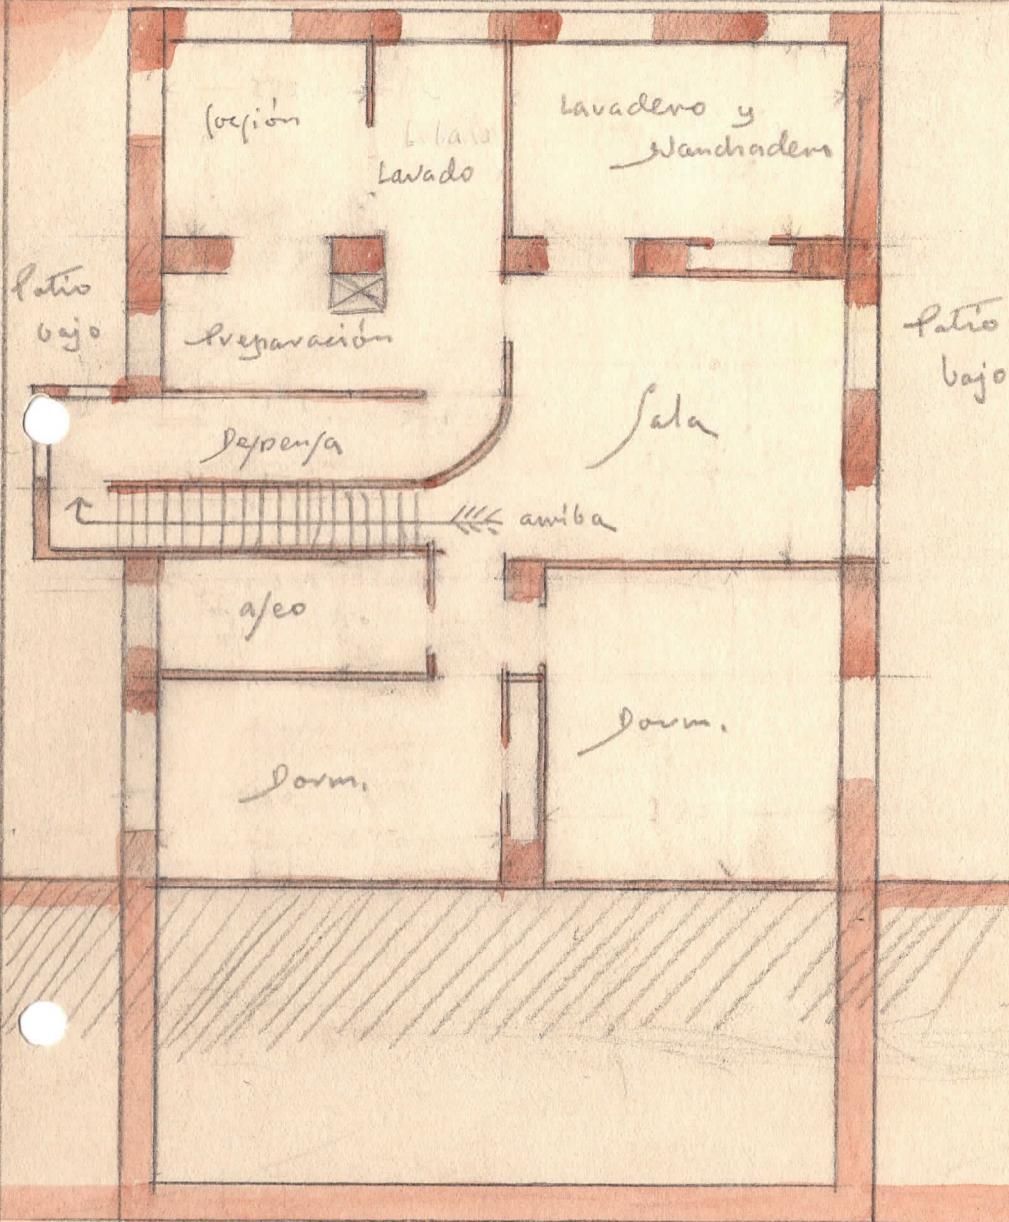 Cocción
Lavado
Lavadero y
Planchadero
Patio
bajo
Preparación
Patio
bajo
Despensa
Sala
arriba
aseo
Dorm.
Dorm.